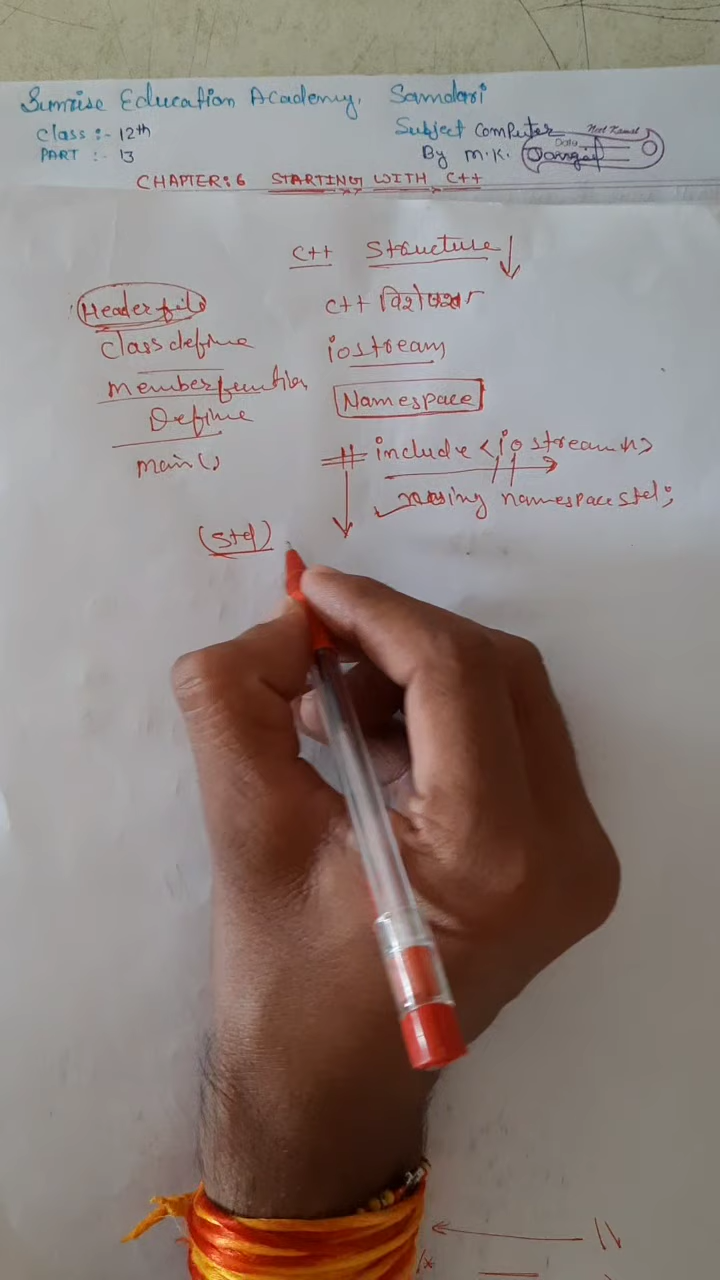 Sunrise Education Academy, Samdari
Class :- 12th
Subject Computer
PART :- 13
By M.K.
CHAPTER: 6 STARTING WITH C++
C++ Structure
Header file
C++ विशेषता
Class define
iostream
member function
Namespace
Define
# include <iostream.h>
main()
using namespace std;
(std)